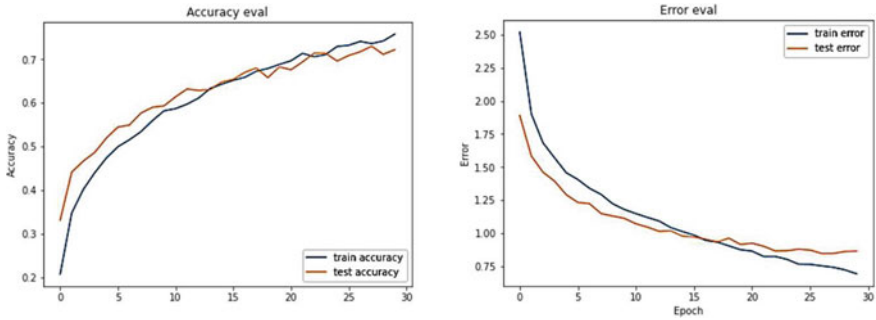 Accuracy eval
Accuracy
0.7
0.6
0.5
0.4
0.3
0.2
0 5 10 15 20 25 30
train accuracy
test accuracy
Error eval
Error
2.50
2.25
2.00
1.75
1.50
1.25
1.00
0.75
0 5 10 15 20 25 30
Epoch
train error
test error